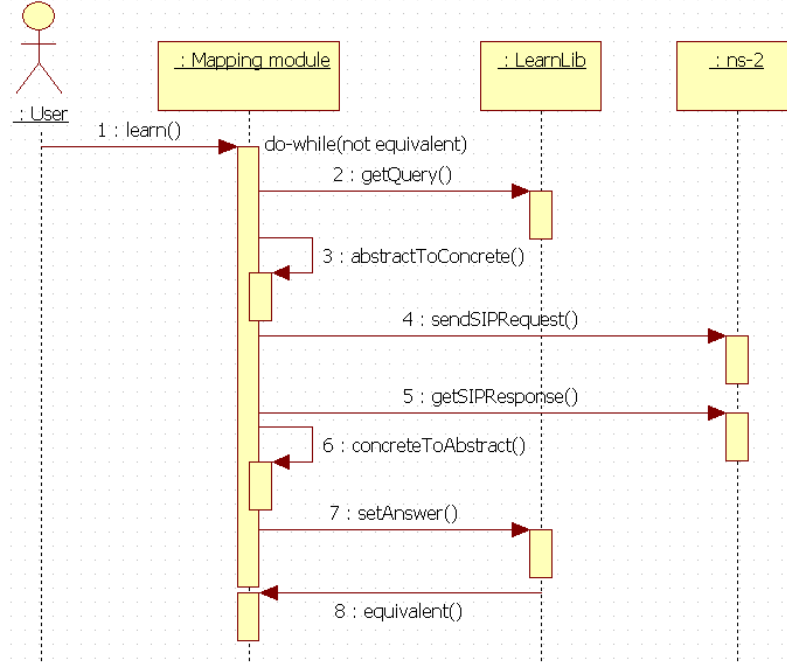 : Mapping module
: LearnLib
: ns-2
: User
1 : learn()
do-while(not equivalent)
2 : getQuery()
3 : abstractToConcrete()
4 : sendSIPRequest()
5 : getSIPResponse()
6 : concreteToAbstract()
7 : setAnswer()
8 : equivalent()